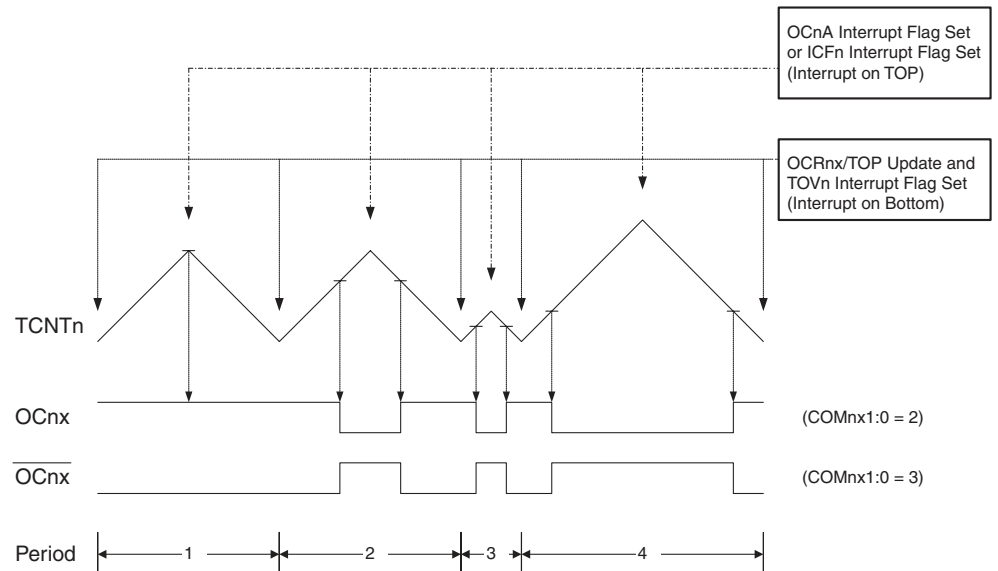 OCnA Interrupt Flag Set
or ICFn Interrupt Flag Set
(Interrupt on TOP)
OCRnx/TOP Update and
TOVn Interrupt Flag Set
(Interrupt on Bottom)
TCNTn
OCnx
(COMnx1:0 = 2)
OCnx
(COMnx1:0 = 3)
Period
1
2
3
4